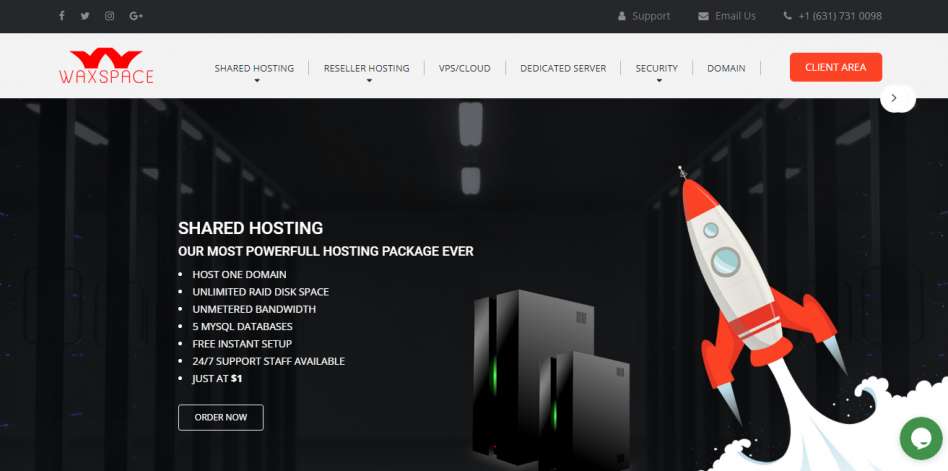 Support Email Us +1 (631) 731 0098
WAXSPACE
SHARED HOSTING RESELLER HOSTING VPS/CLOUD DEDICATED SERVER SECURITY DOMAIN CLIENT AREA
SHARED HOSTING
OUR MOST POWERFULL HOSTING PACKAGE EVER
• HOST ONE DOMAIN
• UNLIMITED RAID DISK SPACE
• UNMETERED BANDWIDTH
• 5 MYSQL DATABASES
• FREE INSTANT SETUP
• 24/7 SUPPORT STAFF AVAILABLE
• JUST AT $1
ORDER NOW